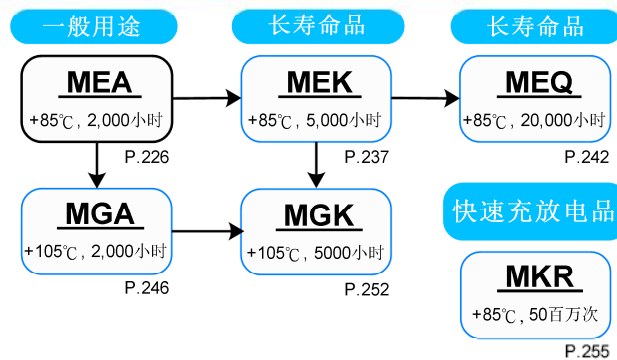 一般用途
长寿命品
长寿命品
MEA
+85℃, 2,000小时
P.226
MEK
+85℃, 5,000小时
P.237
MEQ
+85℃, 20,000小时
P.242
MGA
+105℃, 2,000小时
P.246
MGK
+105℃, 5000小时
P.252
快速充放电品
MKR
+85℃, 50百万次
P.255